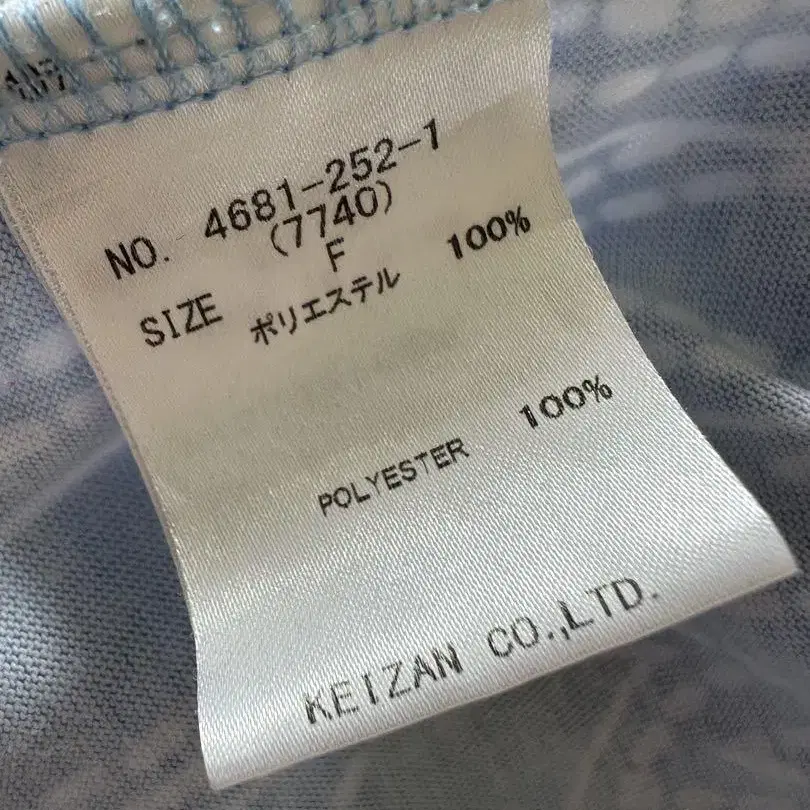 NO. 4681-252-1
(7740)
SIZE F
ポリエステル 100%
POLYESTER 100%
KEIZAN CO.,LTD.